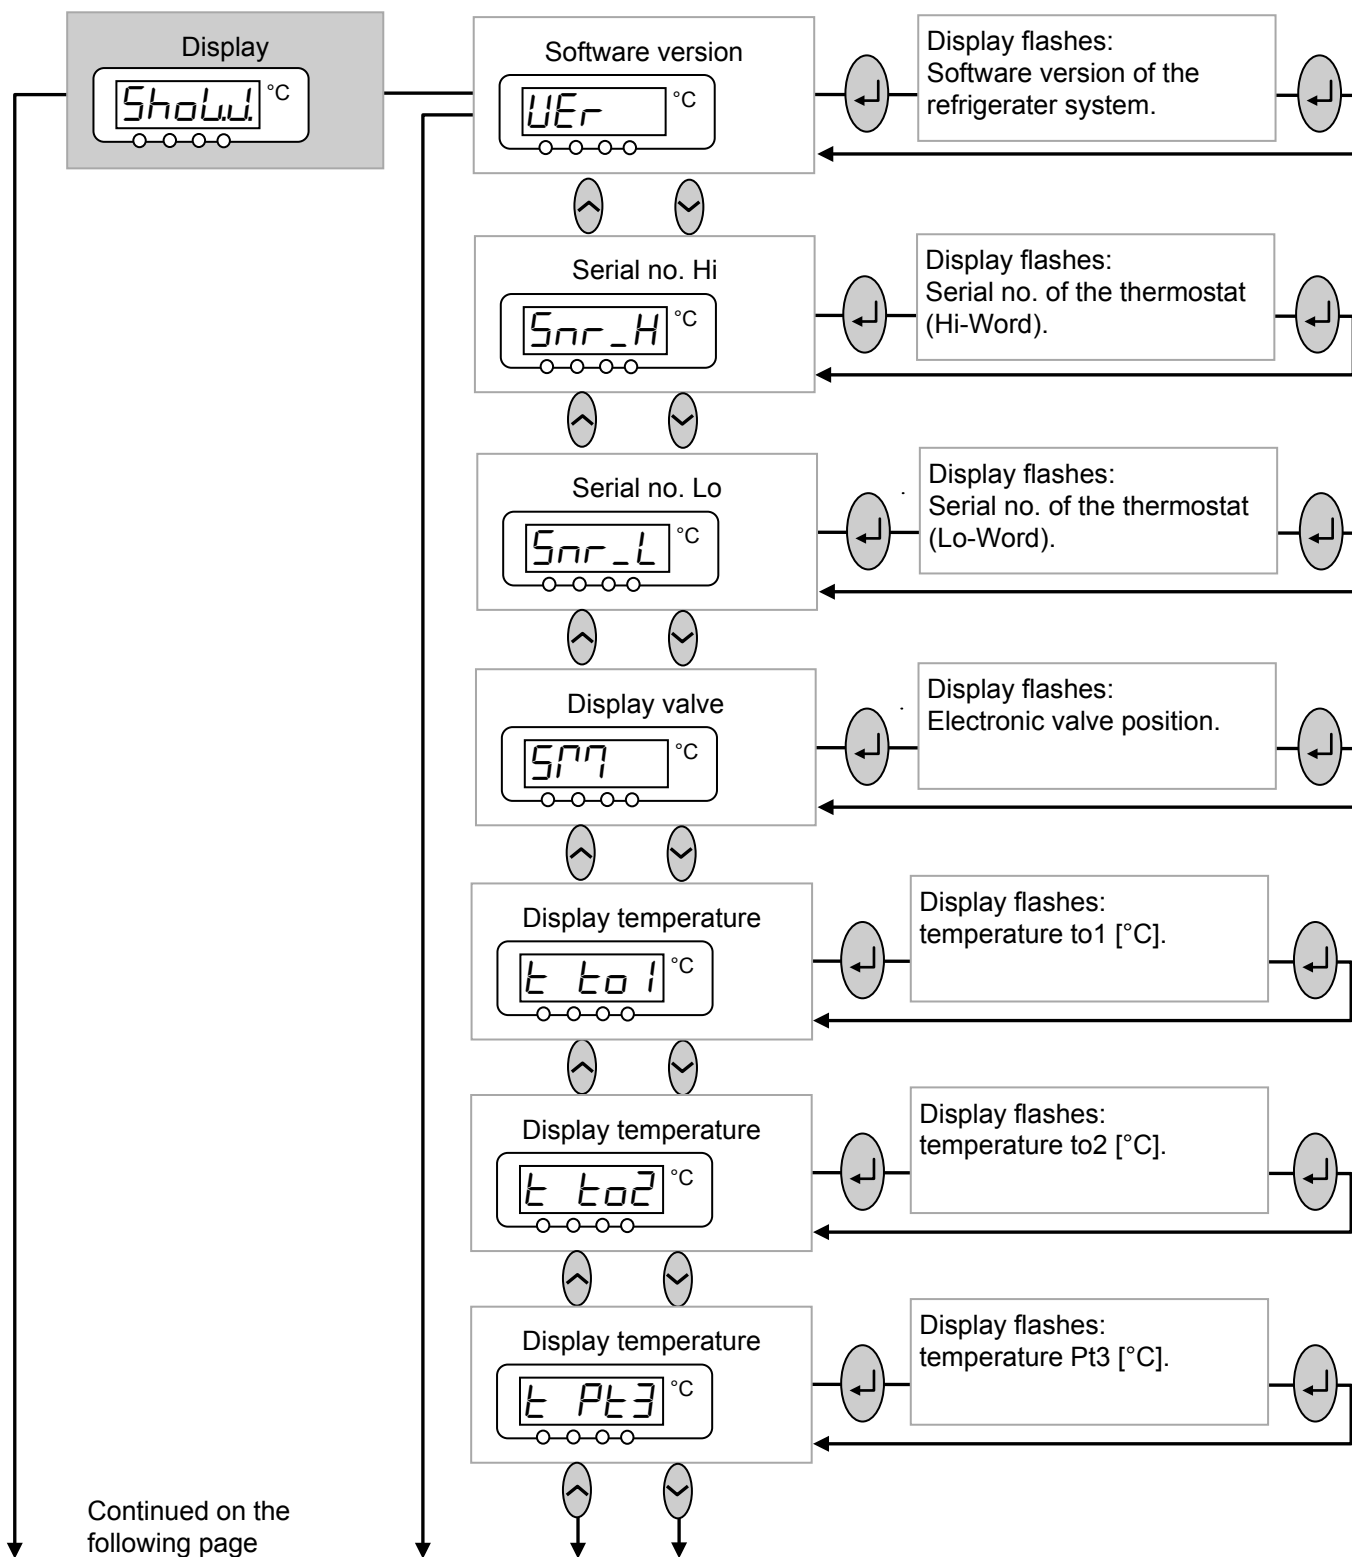 Display
ShoW. °C
Software version
VEr °C
Display flashes:
Software version of the
refrigerater system.
Serial no. Hi
Snr_H °C
Display flashes:
Serial no. of the thermostat
(Hi-Word).
Serial no. Lo
Snr_L °C
Display flashes:
Serial no. of the thermostat
(Lo-Word).
Display valve
SM °C
Display flashes:
Electronic valve position.
Display temperature
t to1 °C
Display flashes:
temperature to1 [°C].
Display temperature
t to2 °C
Display flashes:
temperature to2 [°C].
Display temperature
t Pt3 °C
Display flashes:
temperature Pt3 [°C].
Continued on the
following page